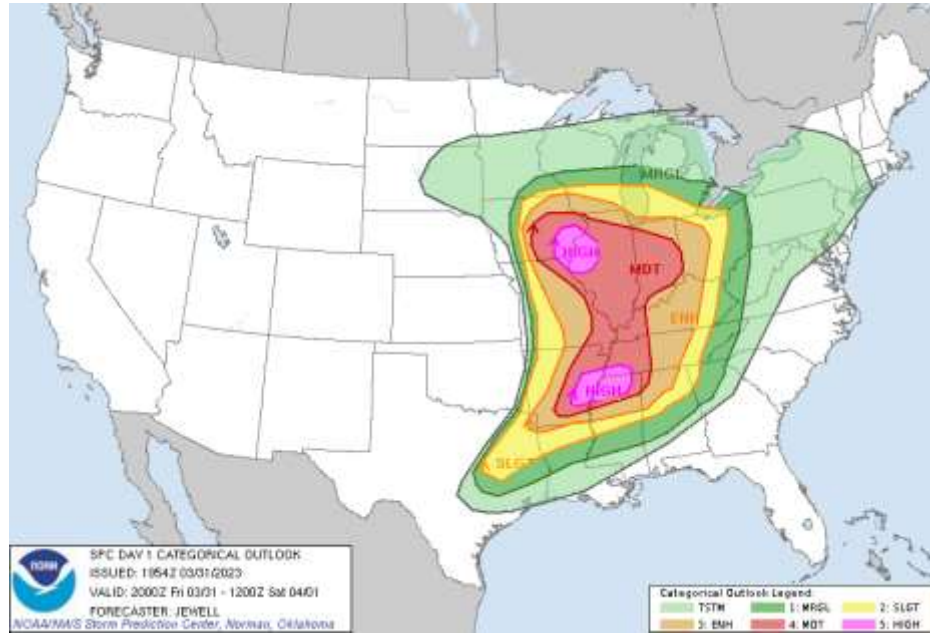 MRGL
HIGH
MDT
ENH
HIGH
SLGT
NOAA
SPC DAY 1 CATEGORICAL OUTLOOK
ISSUED: 1954Z 03/31/2023
VALID: 2000Z Fri 03/31 - 1200Z Sat 04/01
FORECASTER: JEWELL
NOAA/NWS Storm Prediction Center, Norman, Oklahoma
Categorical Outlook Legend:
TSTM 1: MRGL 2: SLGT
3: ENH 4: MDT 5: HIGH